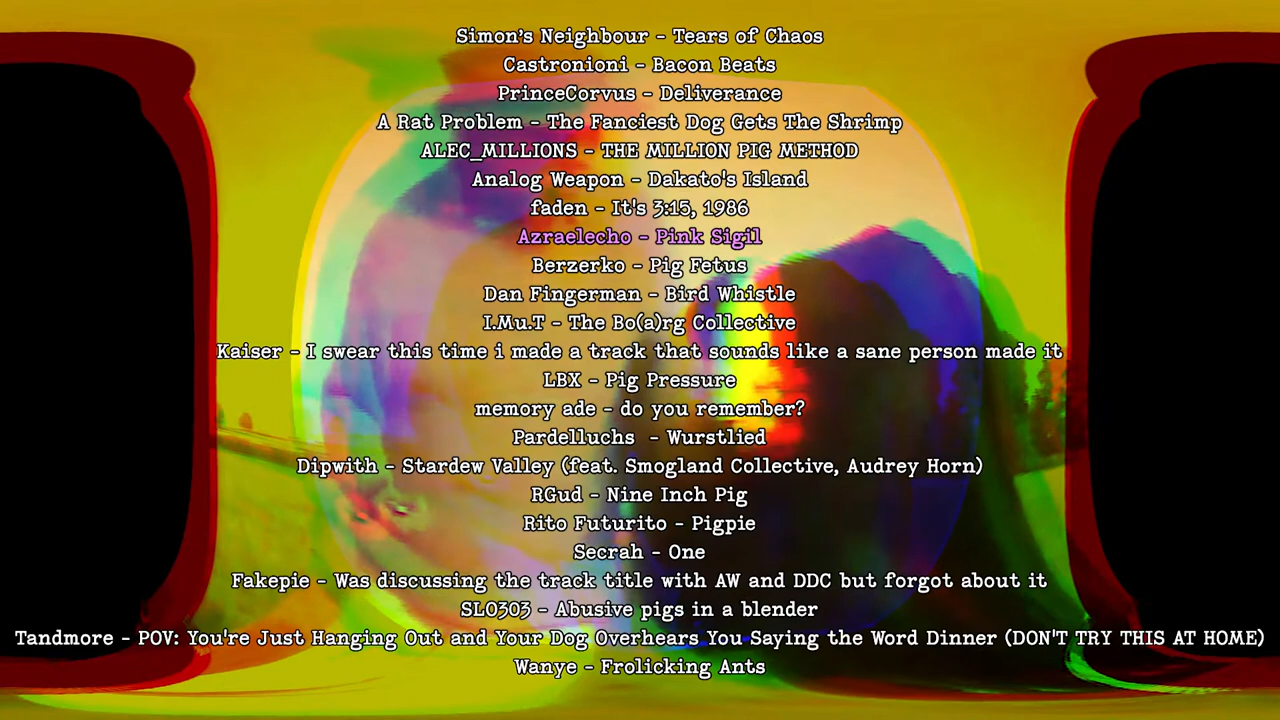 Simon's Neighbour - Tears of Chaos
Castronioni - Bacon Beats
PrinceCorvus - Deliverance
A Rat Problem - The Fanciest Dog Gets The Shrimp
ALEC_MILLIONS - THE MILLION PIG METHOD
Analog Weapon - Dakato's Island
faden - It's 3:15, 1986
Azraelecho - Pink Sigil
Berzerko - Pig Fetus
Dan Fingerman - Bird Whistle
I.Mu.T - The Bo(a)rg Collective
Kaiser - I swear this time i made a track that sounds like a sane person made it
LBX - Pig Pressure
memory ade - do you remember?
Pardelluchs - Wurstlied
Dipwith - Stardew Valley (feat. Smogland Collective, Audrey Horn)
RGud - Nine Inch Pig
Rito Futurito - Pigpie
Secrah - One
Fakepie - Was discussing the track title with AW and DDC but forgot about it
SLO303 - Abusive pigs in a blender
Tandmore - POV: You're Just Hanging Out and Your Dog Overhears You Saying the Word Dinner (DON'T TRY THIS AT HOME)
Wanye - Frolicking Ants